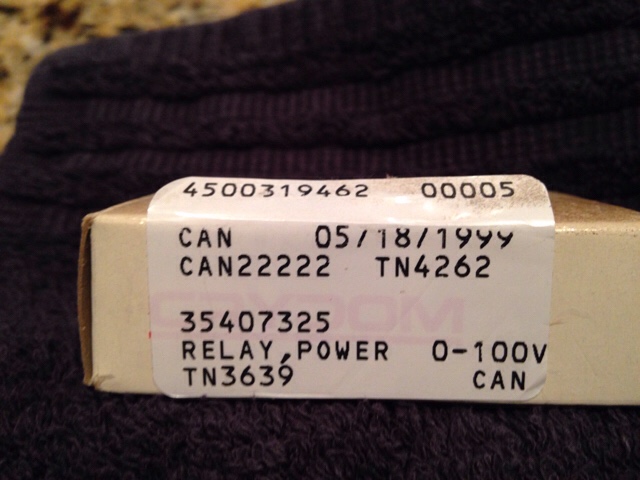 4500319462 00005
CAN 05/18/1999
CAN22222 TN4262
35407325
RELAY,POWER 0-100V
TN3639 CAN